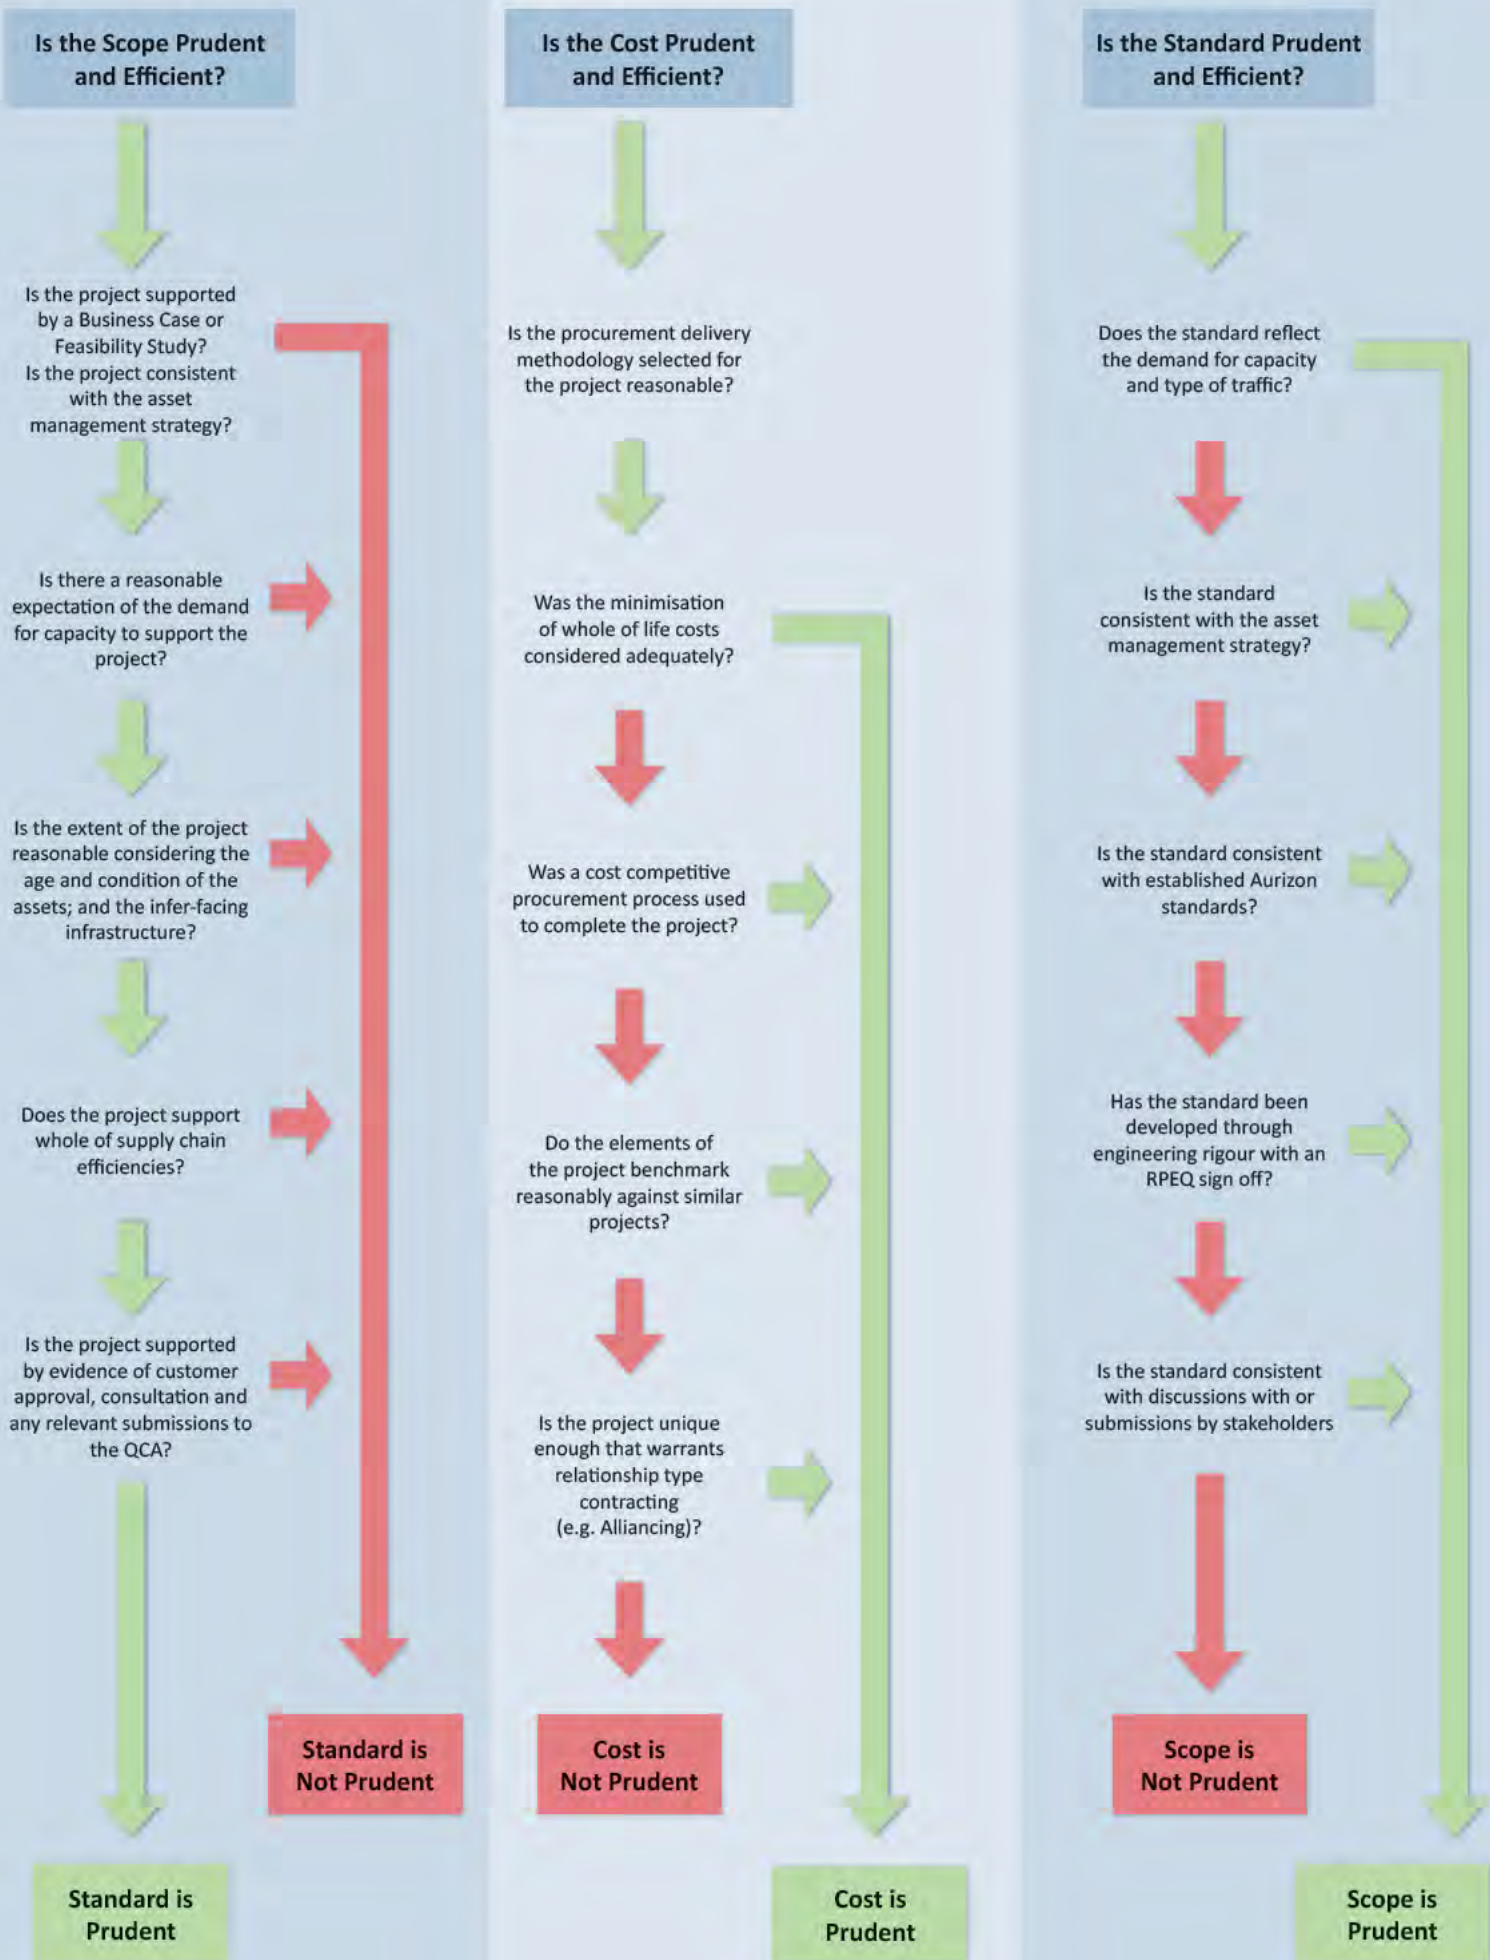 Is the Scope Prudent
and Efficient?
Is the project supported
by a Business Case or
Feasibility Study?
Is the project consistent
with the asset
management strategy?
Is there a reasonable
expectation of the demand
for capacity to support the
project?
Is the extent of the project
reasonable considering the
age and condition of the
assets; and the infer-facing
infrastructure?
Does the project support
whole of supply chain
efficiencies?
Is the project supported
by evidence of customer
approval, consultation and
any relevant submissions to
the QCA?
Standard is
Not Prudent
Standard is
Prudent
Is the Cost Prudent
and Efficient?
Is the procurement delivery
methodology selected for
the project reasonable?
Was the minimisation
of whole of life costs
considered adequately?
Was a cost competitive
procurement process used
to complete the project?
Do the elements of
the project benchmark
reasonably against similar
projects?
Is the project unique
enough that warrants
relationship type
contracting
(e.g. Alliancing)?
Cost is
Not Prudent
Cost is
Prudent
Is the Standard Prudent
and Efficient?
Does the standard reflect
the demand for capacity
and type of traffic?
Is the standard
consistent with the asset
management strategy?
Is the standard consistent
with established Aurizon
standards?
Has the standard been
developed through
engineering rigour with an
RPEQ sign off?
Is the standard consistent
with discussions with or
submissions by stakeholders
Scope is
Not Prudent
Scope is
Prudent